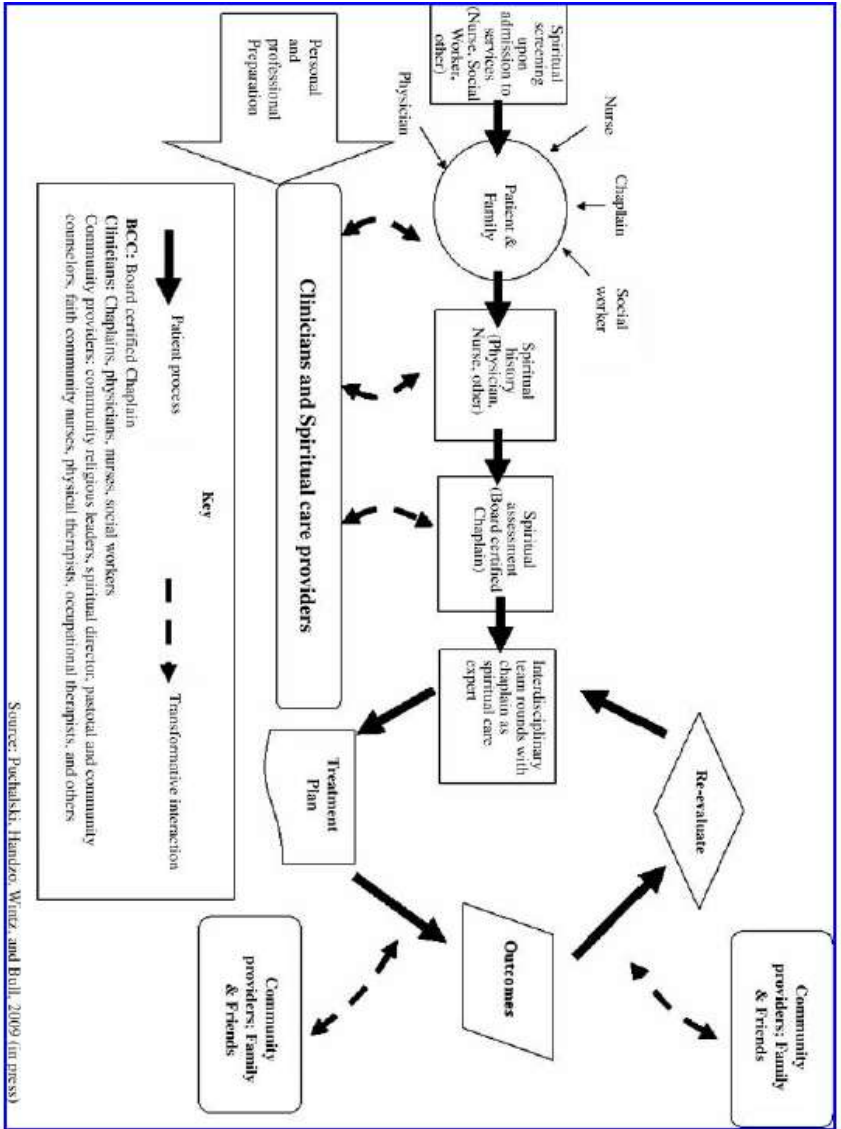 Spiritual
screening
upon
admission to
services
(Nurse, Social
Worker,
other)
Nurse
Chaplain
Social
worker
Physician
Patient &
Family
Spiritual
history
(Physician,
Nurse, other)
Spiritual
assessment
(Board certified
Chaplain)
Interdisciplinary
team rounds with
chaplain as
spiritual care
expert
Re-evaluate
Community
providers; Family
& Friends
Outcomes
Treatment
Plan
Community
providers; Family
& Friends
Personal
and
professional
Preparation
Clinicians and Spiritual care providers
Key
Patient process
Transformative interaction
BCC: Board certified Chaplain
Clinicians: Chaplains, physicians, nurses, social workers
Community providers: community religious leaders, spiritual director, pastoral and community
counselors, faith community nurses, physical therapists, occupational therapists, and others
Source: Puchalski, Handzo, Wintz, and Bull, 2009 (in press)